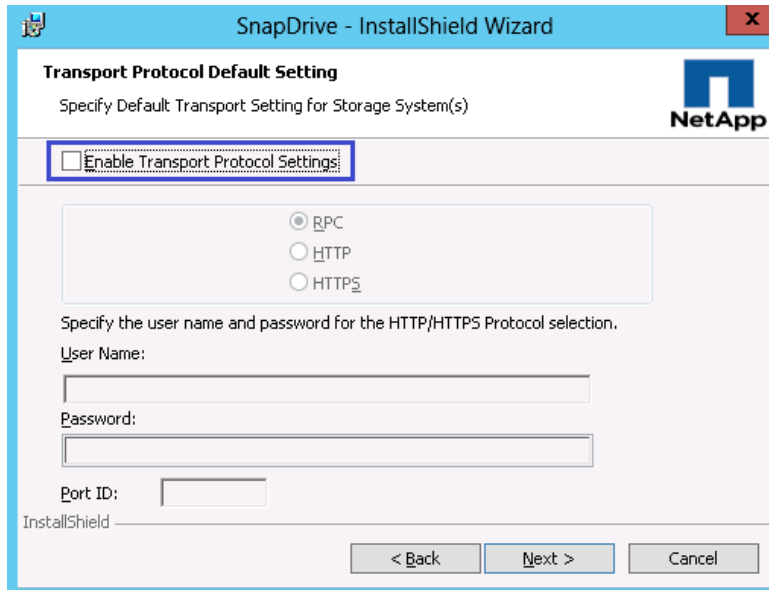 SnapDrive - InstallShield Wizard
x
Transport Protocol Default Setting
Specify Default Transport Setting for Storage System(s)
NetApp
Enable Transport Protocol Settings
RPC
HTTP
HTTPS
Specify the user name and password for the HTTP/HTTPS Protocol selection.
User Name:
Password:
Port ID:
InstallShield
< Back Next > Cancel